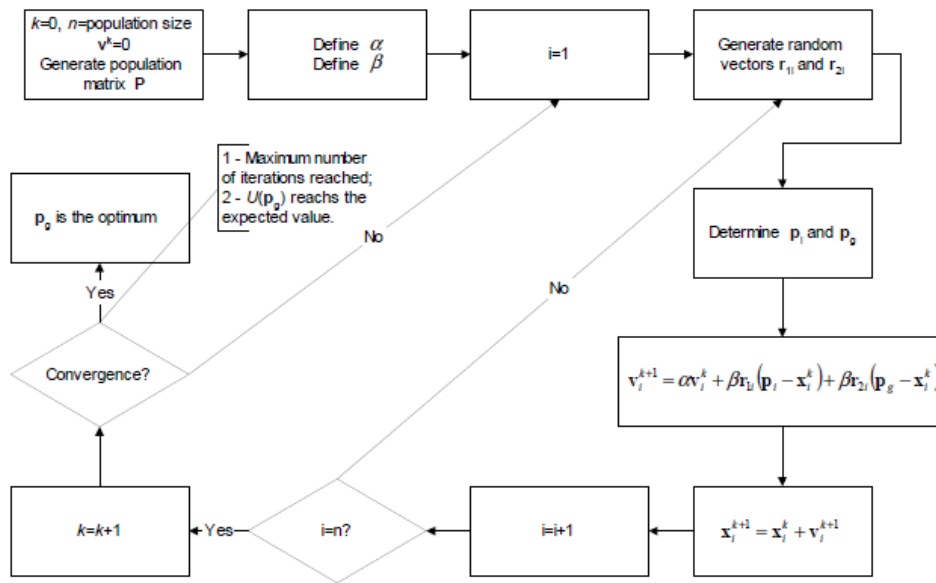 k=0, n=population size
v^k=0
Generate population
matrix P
Define α
Define β
i=1
Generate random
vectors r_1i and r_2i
1 - Maximum number
of iterations reached;
2 - U(p_g) reachs the
expected value.
p_g is the optimum
No
Determine p_i and p_g
Yes
No
Convergence?
v_i^{k+1} = αv_i^k + βr_1i(p_i − x_i^k) + βr_2i(p_g − x_i^k)
k=k+1
Yes
i=n?
i=i+1
x_i^{k+1} = x_i^k + v_i^{k+1}